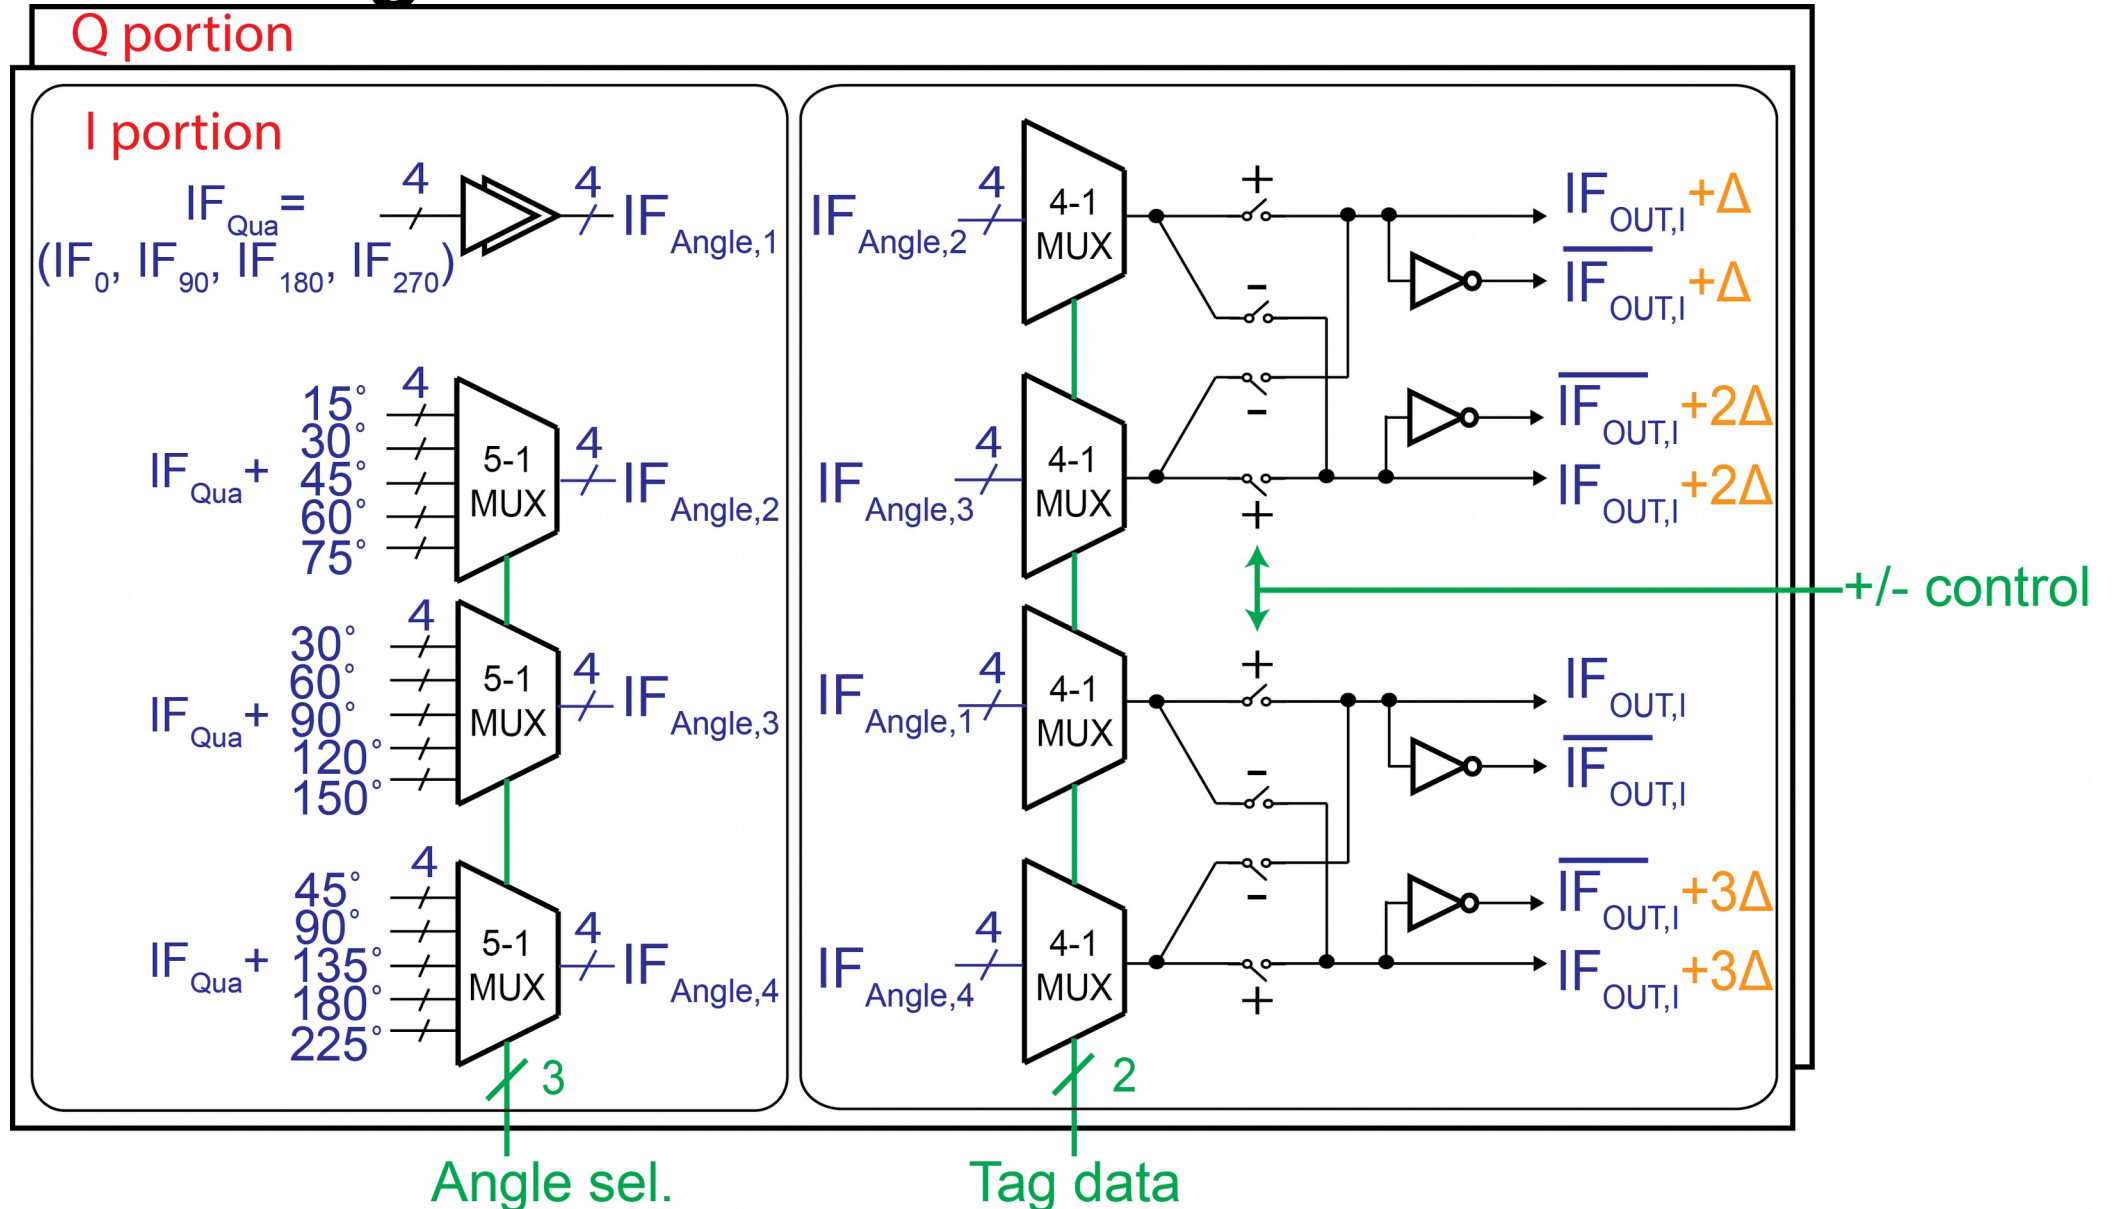 Q portion
I portion
IF_Qua=
(IF_0, IF_90, IF_180, IF_270)
4
4
IF_Angle,1
IF_Qua+
4
15°
30°
45°
60°
75°
5-1
MUX
4
IF_Angle,2
IF_Qua+
4
30°
60°
90°
120°
150°
5-1
MUX
4
IF_Angle,3
IF_Qua+
4
45°
90°
135°
180°
225°
5-1
MUX
4
IF_Angle,4
3
Angle sel.
IF_Angle,2
4
4-1
MUX
+
-
IF_OUT,I+Δ
I̅F̅_OUT,I+Δ
IF_Angle,3
4
4-1
MUX
-
+
I̅F̅_OUT,I+2Δ
IF_OUT,I+2Δ
+/- control
IF_Angle,1
4
4-1
MUX
+
-
IF_OUT,I
I̅F̅_OUT,I
IF_Angle,4
4
4-1
MUX
-
+
I̅F̅_OUT,I+3Δ
IF_OUT,I+3Δ
2
Tag data